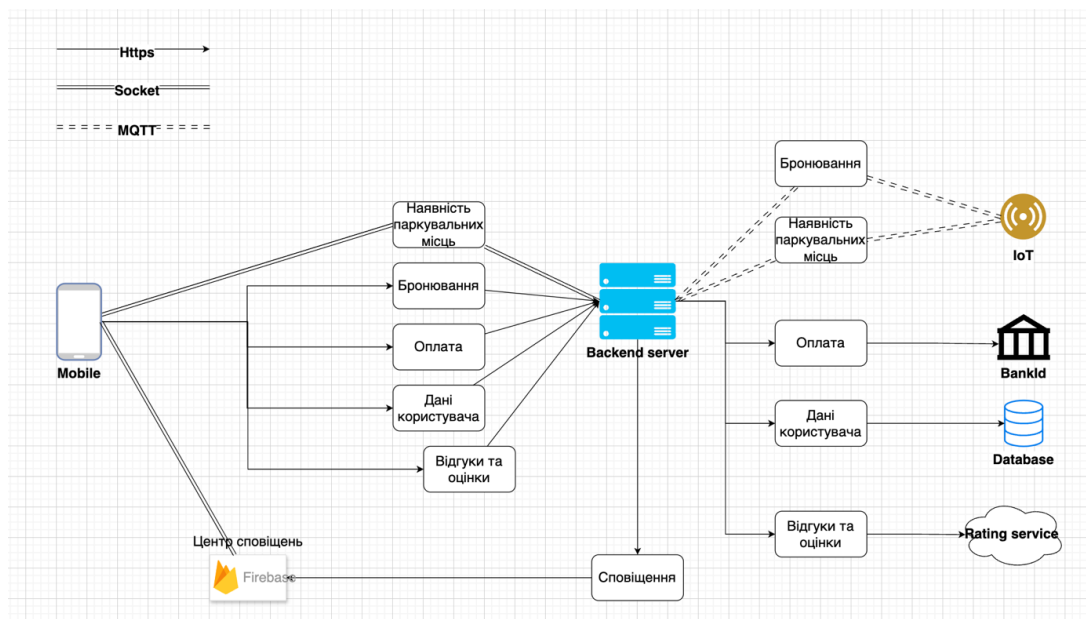 Https
Socket
MQTT
Бронювання
Наявність
паркувальних
місць
Наявність
паркувальних
місць
IoT
Бронювання
Backend server
Оплата
Оплата
Mobile
BankId
Дані
користувача
Дані
користувача
Database
Відгуки та
оцінки
Відгуки та
оцінки
Rating service
Центр сповіщень
Firebase
Сповіщення